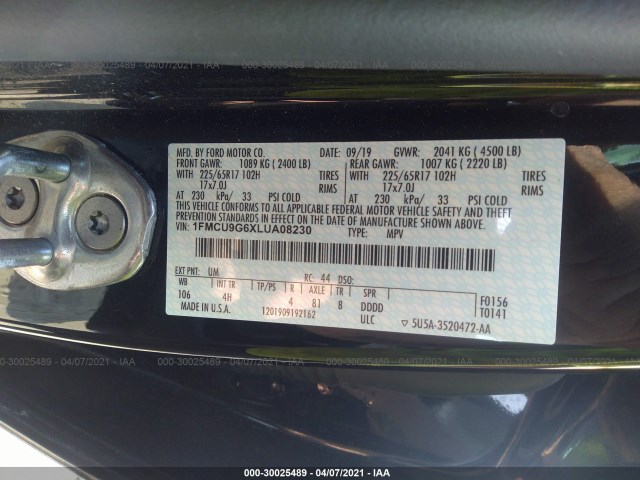 000-30025489 - 04/07/2021 - IAA
MFD. BY FORD MOTOR CO. 09/19 GVWR: 2041 KG ( 4500 LB)
FRONT GAWR: 1089 KG ( 2400 LB) REAR GAWR: 1007 KG ( 2220 LB)
WITH 225/65R17 102H TIRES WITH 225/65R17 102H TIRES
17x7.0J RIMS 17x7.0J RIMS
AT 230 kPa/ 33 PSI COLD AT 230 kPa/ 33 PSI COLD
THIS VEHICLE CONFORMS TO ALL APPLICABLE FEDERAL MOTOR VEHICLE
SAFETY, BUMPER, AND THEFT PREVENTION STANDARDS IN EFFECT ON THE DATE OF MANUFACTURE SHOWN ABOVE.
VIN: 1FMCU9G6XLUA08230 TYPE: MPV
EXT PNT: UM RC: 44 DSO:
WB INT TR TP/PS R AXLE TR SPR
106 4H 4 81 8 DDDD F0156
MADE IN U.S.A. 1201909192162 ULC T0141
5U5A-3520472-AA
000-30025489 - 04/07/2021 - IAA
000-30025489 - 04/07/2021 - IAA